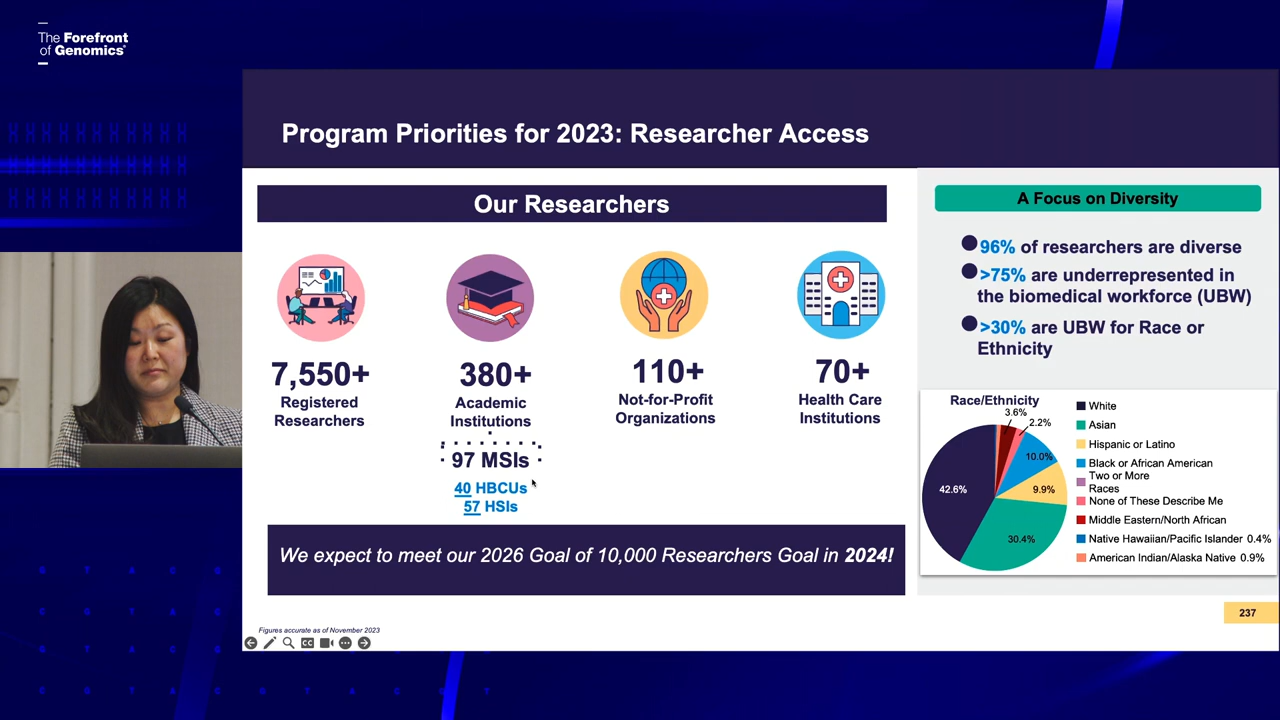 The Forefront
of Genomics®
Program Priorities for 2023: Researcher Access
Our Researchers
7,550+
Registered
Researchers
380+
Academic
Institutions
97 MSIs
40 HBCUs
57 HSIs
110+
Not-for-Profit
Organizations
70+
Health Care
Institutions
We expect to meet our 2026 Goal of 10,000 Researchers Goal in 2024!
A Focus on Diversity
96% of researchers are diverse
>75% are underrepresented in
the biomedical workforce (UBW)
>30% are UBW for Race or
Ethnicity
Race/Ethnicity
3.6%
2.2%
10.0%
9.9%
30.4%
42.6%
White
Asian
Hispanic or Latino
Black or African American
Two or More
Races
None of These Describe Me
Middle Eastern/North African
Native Hawaiian/Pacific Islander 0.4%
American Indian/Alaska Native 0.9%
237
Figures accurate as of November 2023
CC